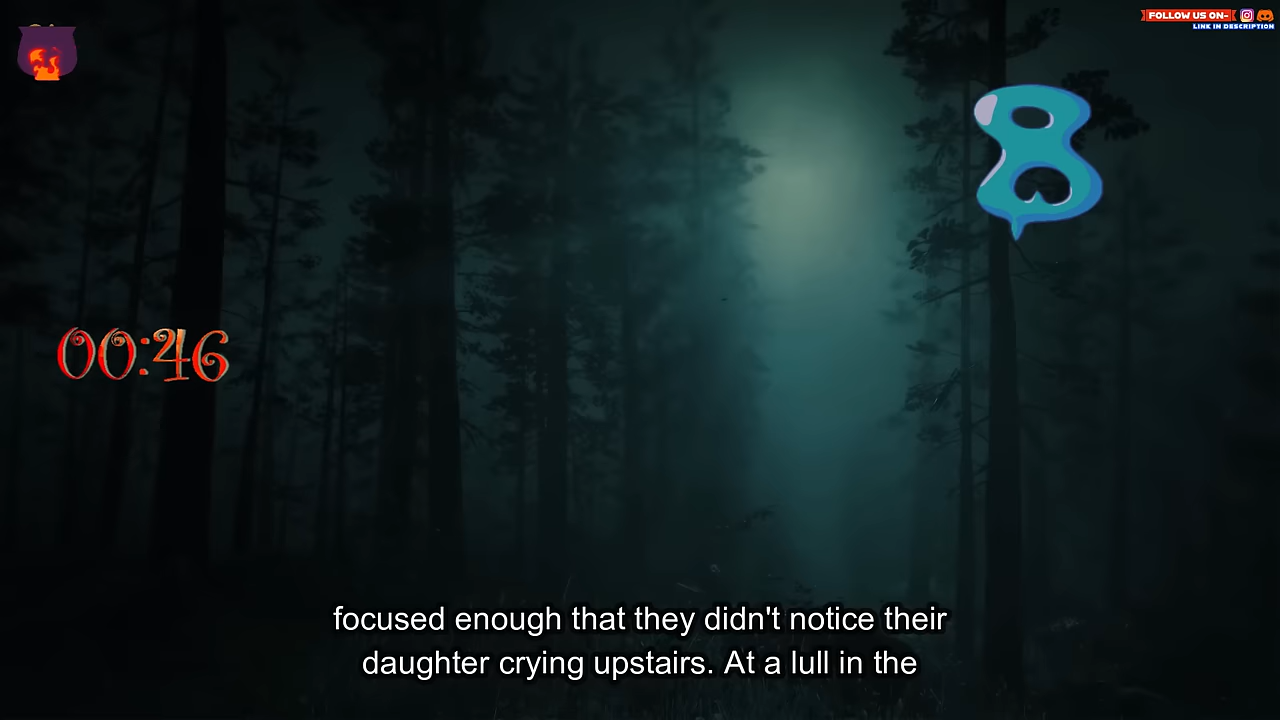 FOLLOW US ON-
LINK IN DESCRIPTION
8
00:46
focused enough that they didn't notice their
daughter crying upstairs. At a lull in the